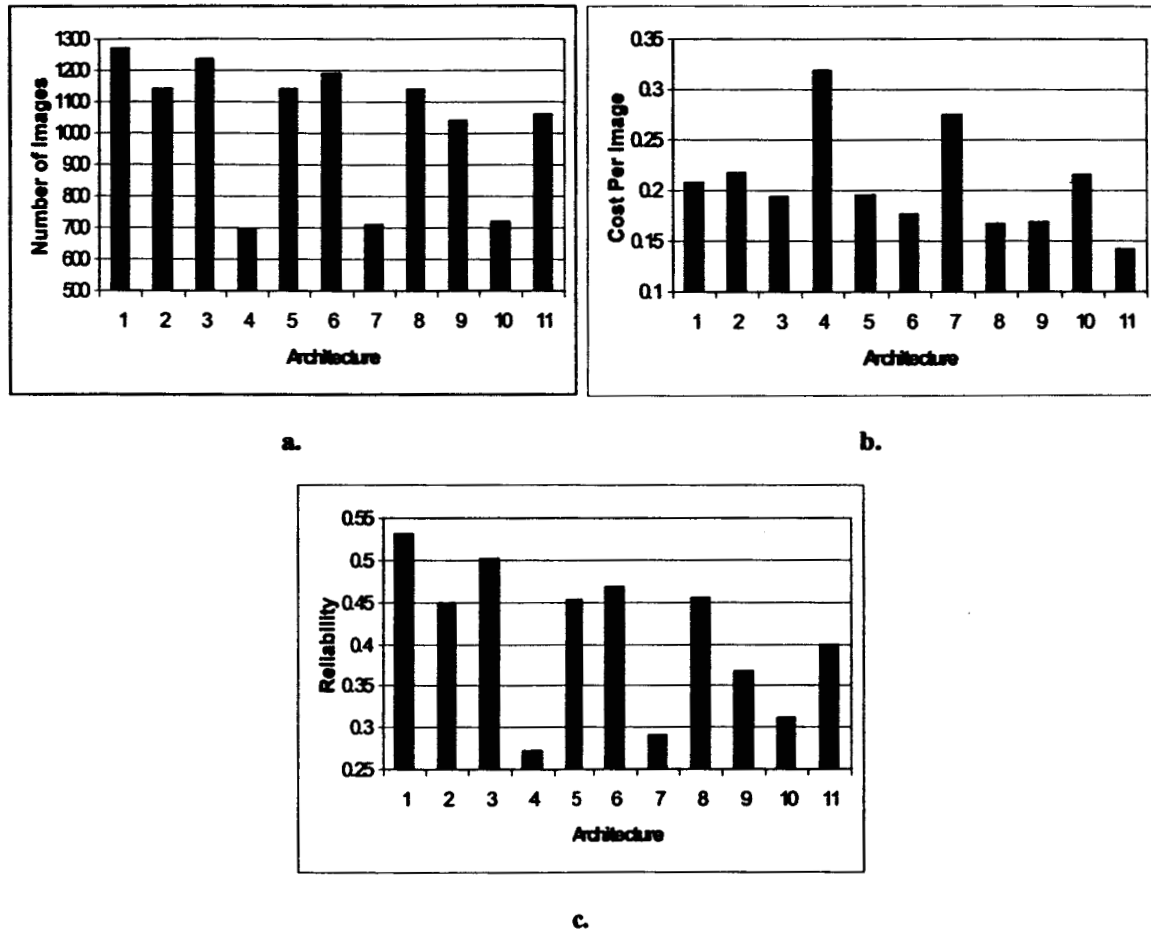 1300
1200
1100
1000
900
800
700
600
500
Number of Images
1 2 3 4 5 6 7 8 9 10 11
Architecture
a.
0.35
0.3
0.25
0.2
0.15
0.1
Cost Per Image
1 2 3 4 5 6 7 8 9 10 11
Architecture
b.
0.55
0.5
0.45
0.4
0.35
0.3
0.25
Reliability
1 2 3 4 5 6 7 8 9 10 11
Architecture
c.